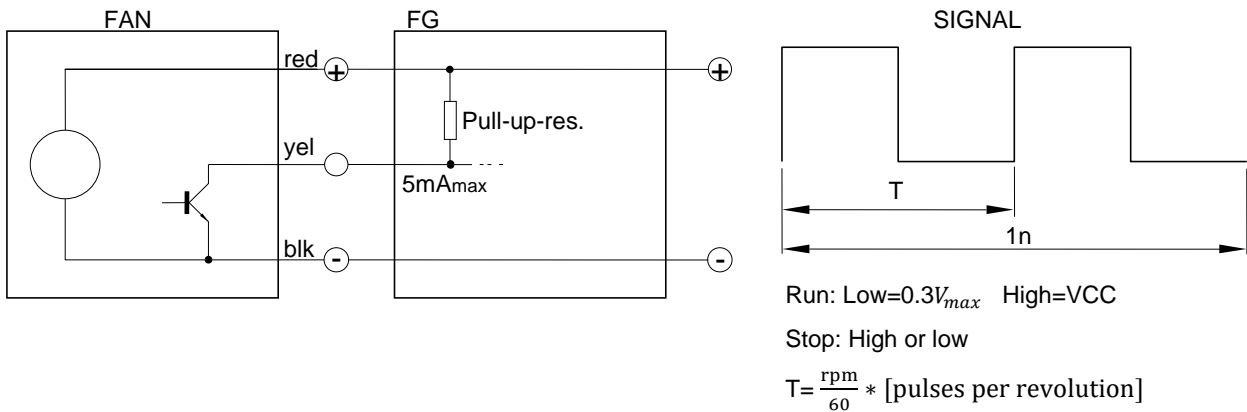 FAN
FG
SIGNAL
red
+
+
Pull-up-res.
yel
5mAmax
blk
-
-
T
1n
Run: Low=0.3Vmax High=VCC
Stop: High or low
T= rpm/60 * [pulses per revolution]